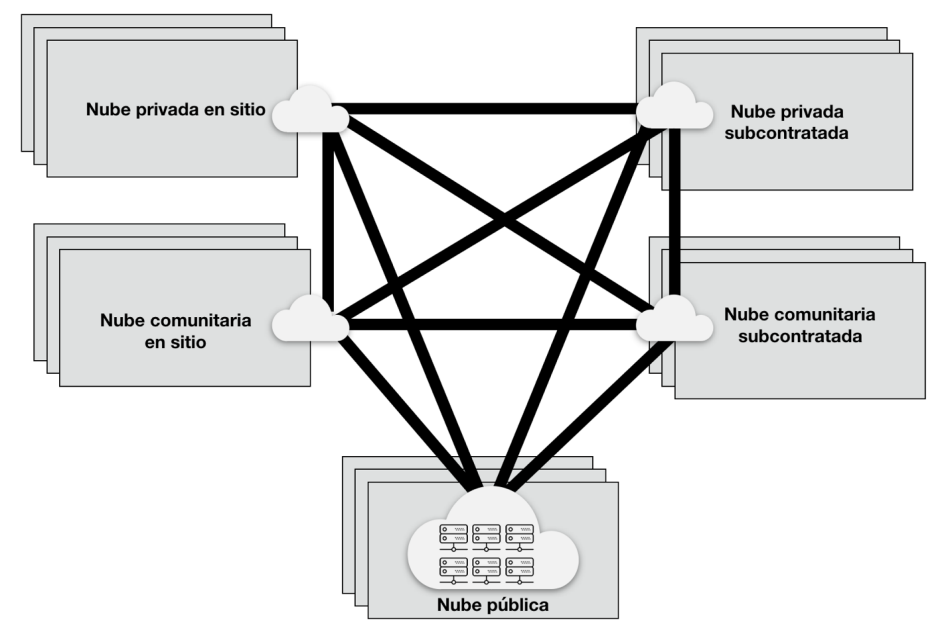 Nube privada en sitio
Nube privada
subcontratada
Nube comunitaria
en sitio
Nube comunitaria
subcontratada
Nube pública